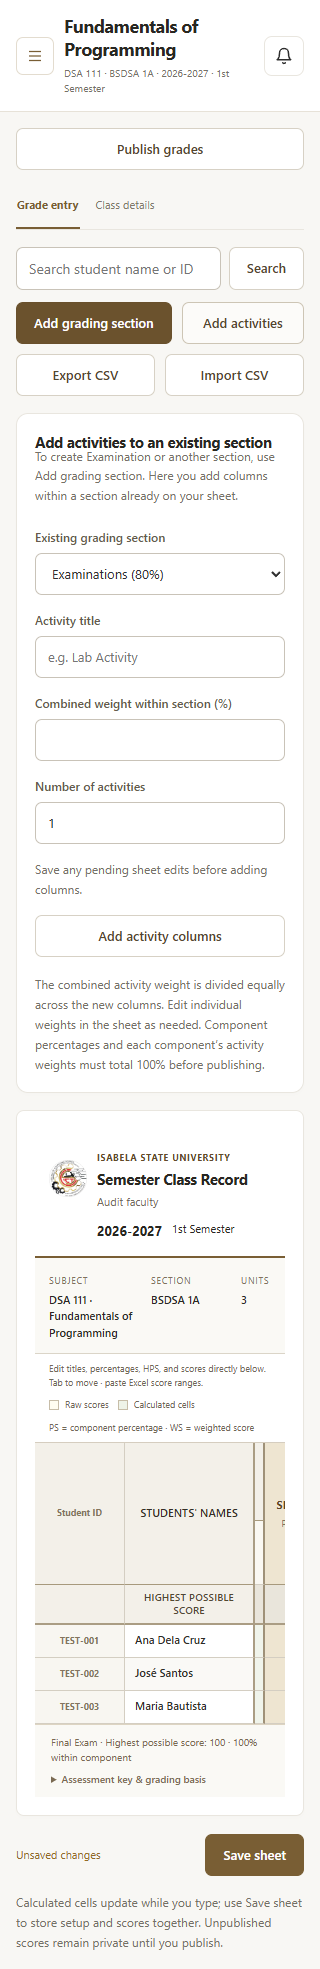 Fundamentals of
Programming
DSA 111 · BSDSA 1A · 2026-2027 · 1st
Semester
Publish grades
Grade entry
Class details
Search student name or ID
Search
Add grading section
Add activities
Export CSV
Import CSV
Add activities to an existing section
To create Examination or another section, use
Add grading section. Here you add columns
within a section already on your sheet.
Existing grading section
Examinations (80%)
Activity title
e.g. Lab Activity
Combined weight within section (%)
Number of activities
1
Save any pending sheet edits before adding
columns.
Add activity columns
The combined activity weight is divided equally
across the new columns. Edit individual
weights in the sheet as needed. Component
percentages and each component's activity
weights must total 100% before publishing.
ISABELA STATE UNIVERSITY
Semester Class Record
Audit faculty
2026-2027 1st Semester
SUBJECT SECTION UNITS
DSA 111 · BSDSA 1A 3
Fundamentals of
Programming
Edit titles, percentages, HPS, and scores directly below.
Tab to move · paste Excel score ranges.
Raw scores Calculated cells
PS = component percentage · WS = weighted score
Student ID STUDENTS' NAMES
HIGHEST POSSIBLE
SCORE
TEST-001 Ana Dela Cruz
TEST-002 José Santos
TEST-003 Maria Bautista
Final Exam · Highest possible score: 100 · 100%
within component
▶ Assessment key & grading basis
Unsaved changes
Save sheet
Calculated cells update while you type; use Save sheet
to store setup and scores together. Unpublished
scores remain private until you publish.